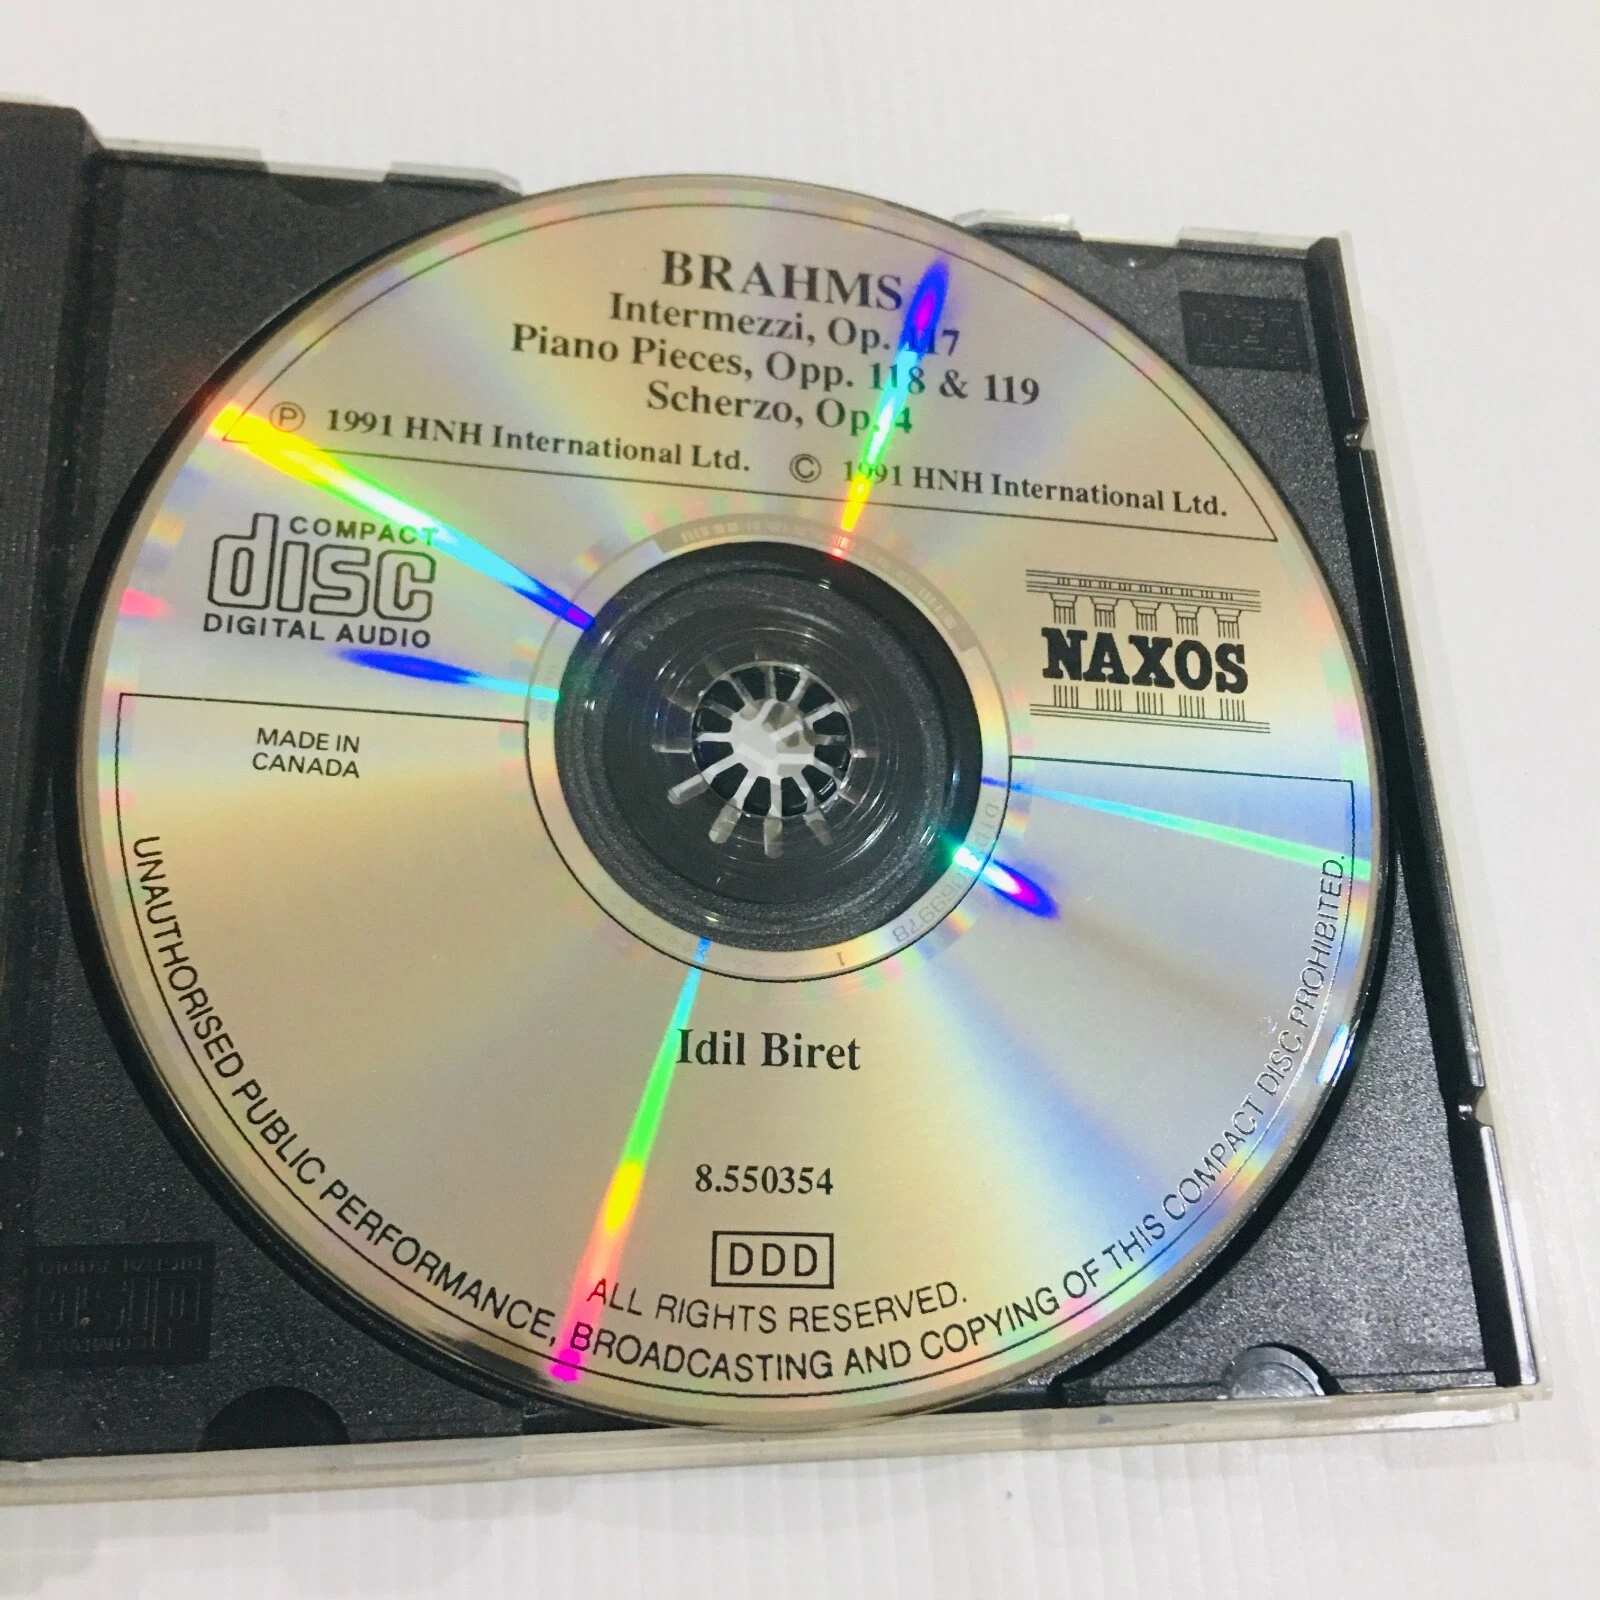 BRAHMS
Intermezzi, Op. 117
Piano Pieces, Opp. 118 & 119
Scherzo, Op. 4
Ⓟ 1991 HNH International Ltd. © 1991 HNH International Ltd.
COMPACT
disc
DIGITAL AUDIO
NAXOS
MADE IN
CANADA
Idil Biret
8.550354
DDD
ALL RIGHTS RESERVED.
UNAUTHORISED PUBLIC PERFORMANCE, BROADCASTING AND COPYING OF THIS COMPACT DISC PROHIBITED.